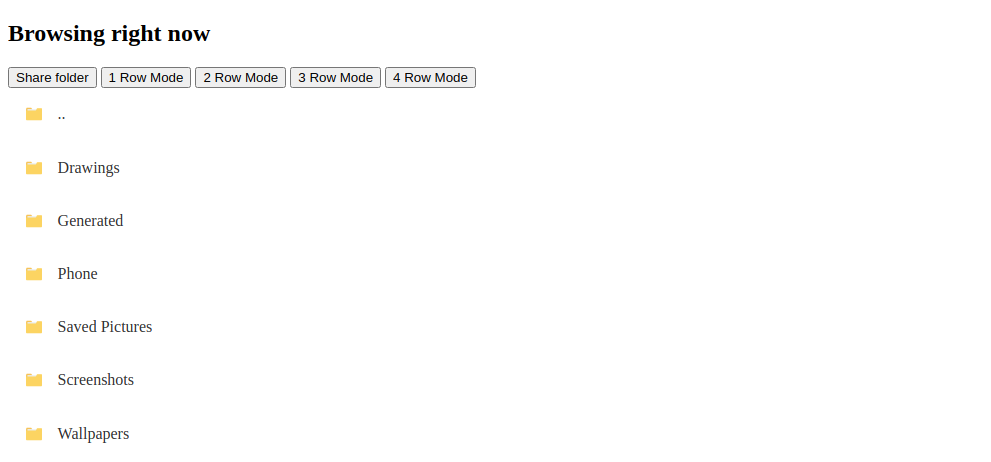 Browsing right now
Share folder 1 Row Mode 2 Row Mode 3 Row Mode 4 Row Mode
..
Drawings
Generated
Phone
Saved Pictures
Screenshots
Wallpapers